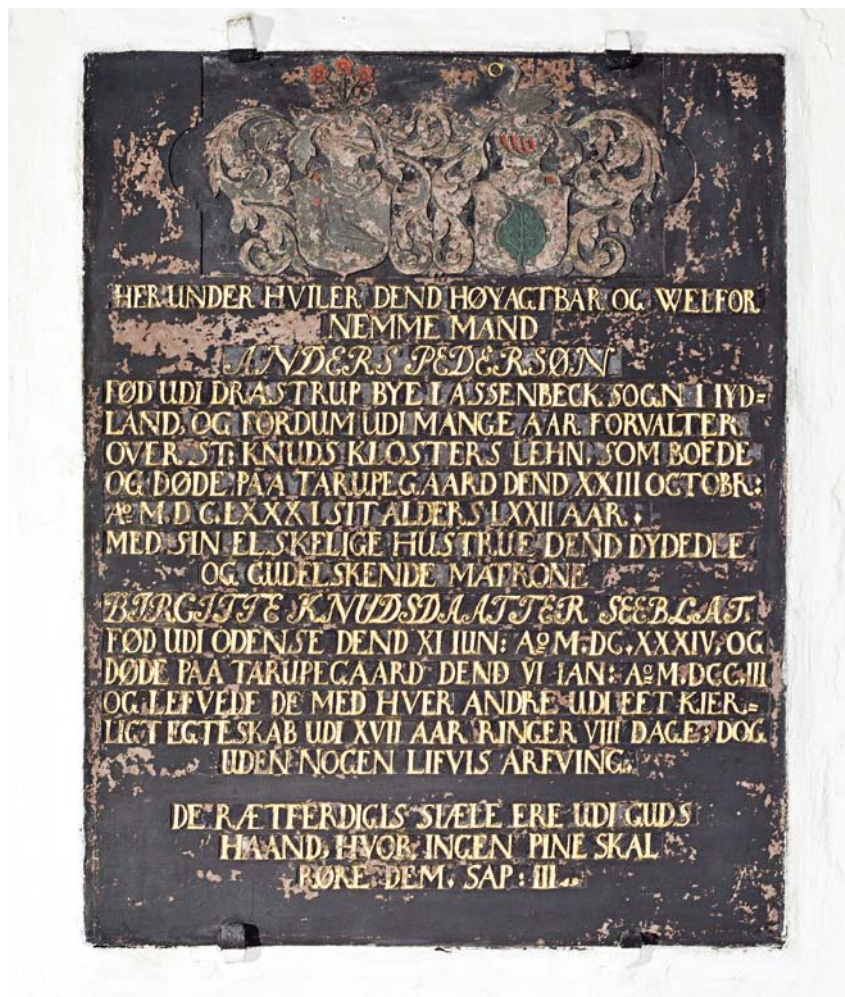 HER UNDER HVILER DEND HØYAGTBAR OG WELFOR
NEMME MAND
ANDERS PEDERSØN
FØD UDI DRASTRUP BYE I ASSENBECK SOGN I IYD=
LAND, OG FORDUM UDI MANGE AAR FORVALTER
OVER ST: KNUDS KLOSTERS LEHN, SOM BOEDE
OG DØDE PAA TARUPEGAARD DEND XXIII OCTOBR:
Aº M.DC.LXXXI SIT ALDERS LXXII AAR.
MED SIN ELSKELIGE HUSTRUE DEND DYDEDLE
OG GUDELSKENDE MATRONE
BIRGITTE KNUDSDAATTER SEEBLAT,
FØD UDI ODENSE DEND XI IUN: Aº M.DC.XXXIV, OG
DØDE PAA TARUPEGAARD DEND VI IAN: Aº M.DCC.III
OG LEFVEDE DE MED HVER ANDRE UDI EET KIER=
LIGT EGTESKAB UDI XVII AAR RINGER VIII DAGE; DOG
UDEN NOGEN LIFVIS ARFVING.
DE RÆTFERDIGIS SIÆLE ERE UDI GUDS
HAAND, HVOR INGEN PINE SKAL
RØRE DEM. SAP: III.